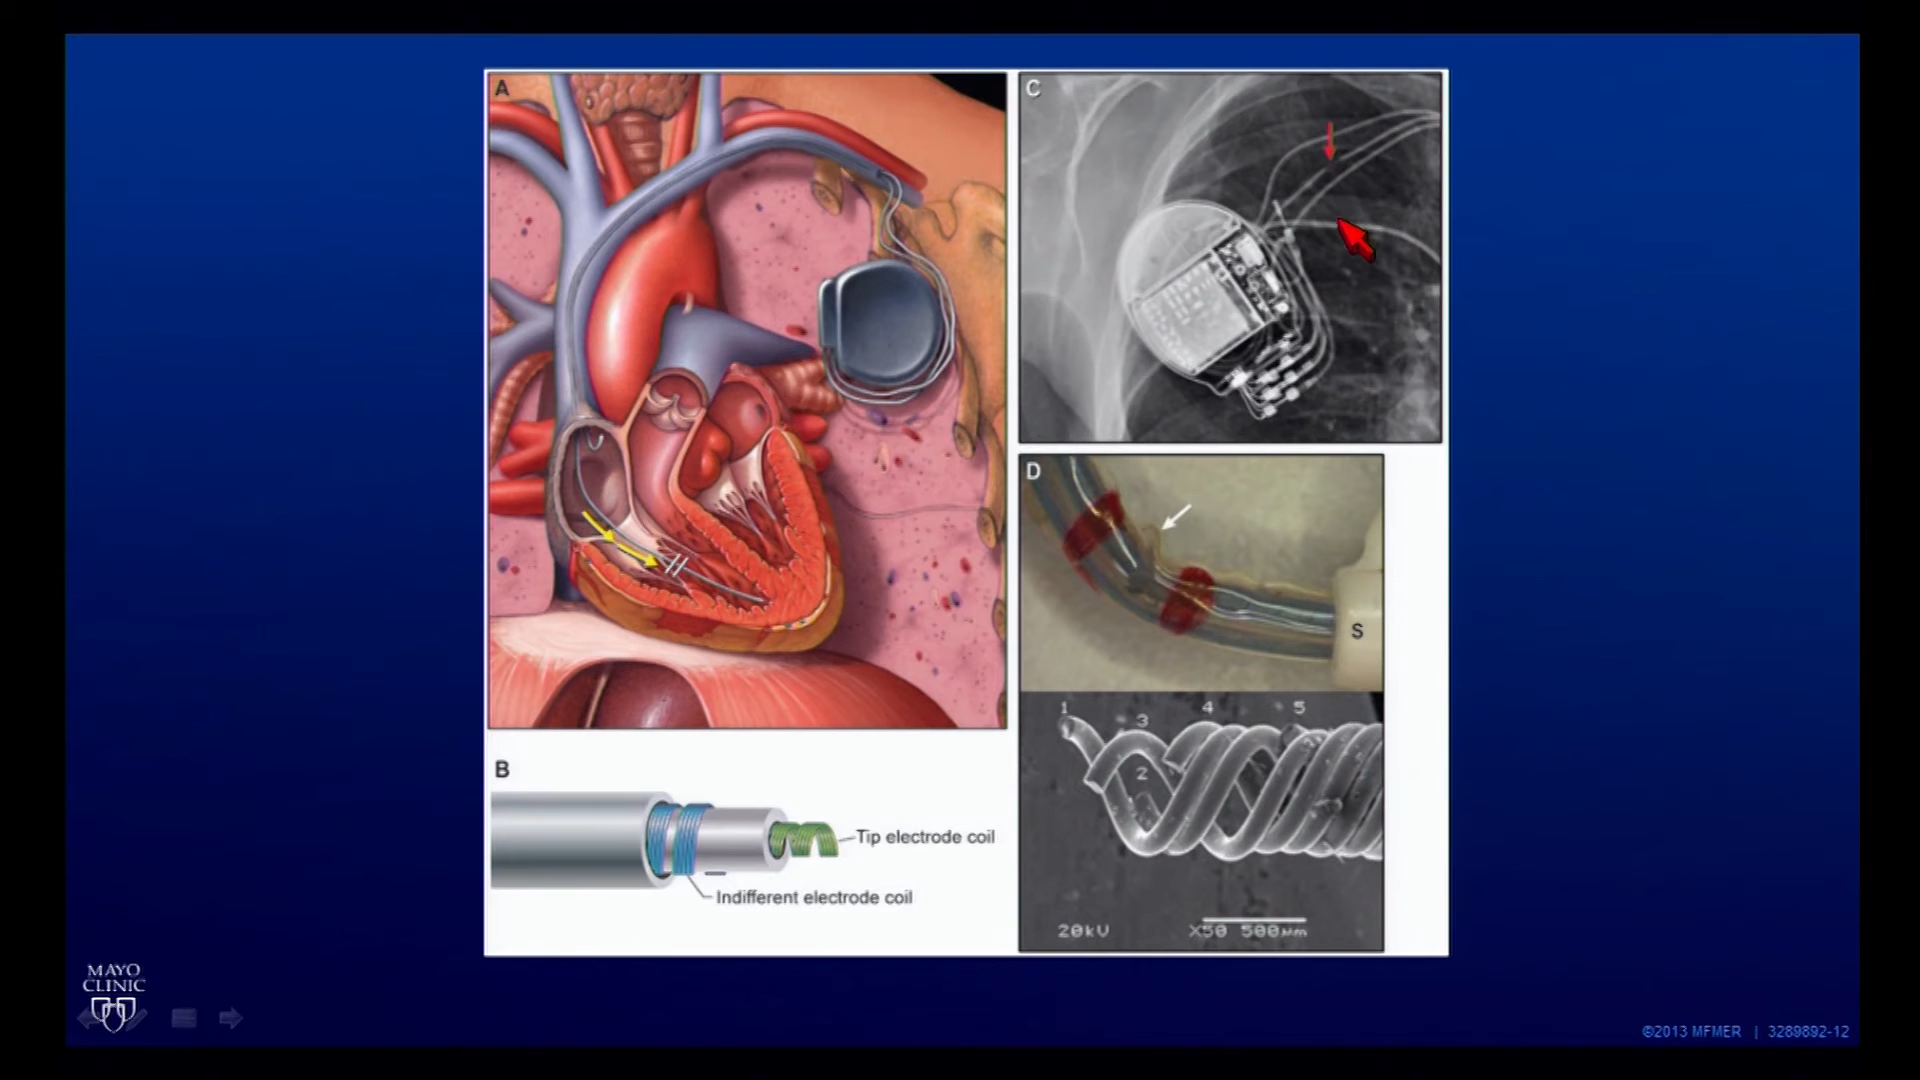 A
C
D
S
1
3
4
5
2
20kV X50 500µm
B
Tip electrode coil
Indifferent electrode coil
MAYO
CLINIC
©2013 MFMER | 3289892-12